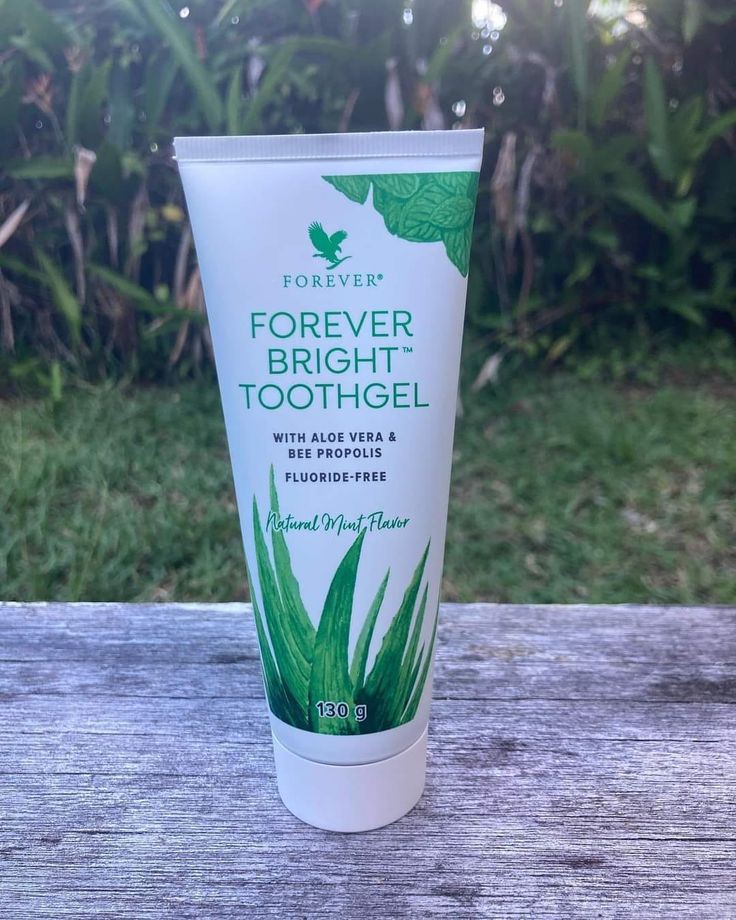 FOREVER®
FOREVER
BRIGHT™
TOOTHGEL
WITH ALOE VERA &
BEE PROPOLIS
FLUORIDE-FREE
Natural Mint Flavor
130 g